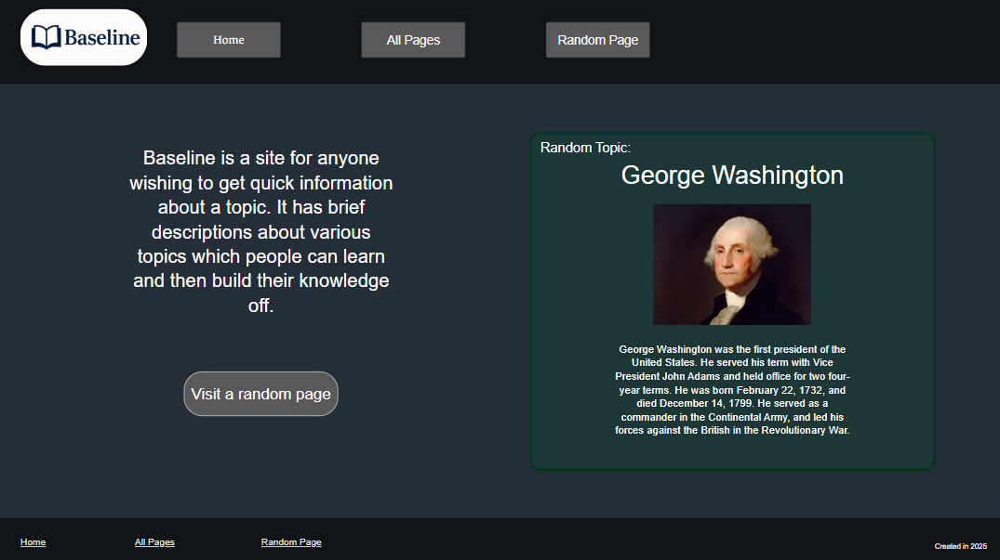 Baseline
Home
All Pages
Random Page
Baseline is a site for anyone
wishing to get quick information
about a topic. It has brief
descriptions about various
topics which people can learn
and then build their knowledge
off.
Visit a random page
Random Topic:
George Washington
George Washington was the first president of the
United States. He served his term with Vice
President John Adams and held office for two four-
year terms. He was born February 22, 1732, and
died December 14, 1799. He served as a
commander in the Continental Army, and led his
forces against the British in the Revolutionary War.
Home
All Pages
Random Page
Created in 2025